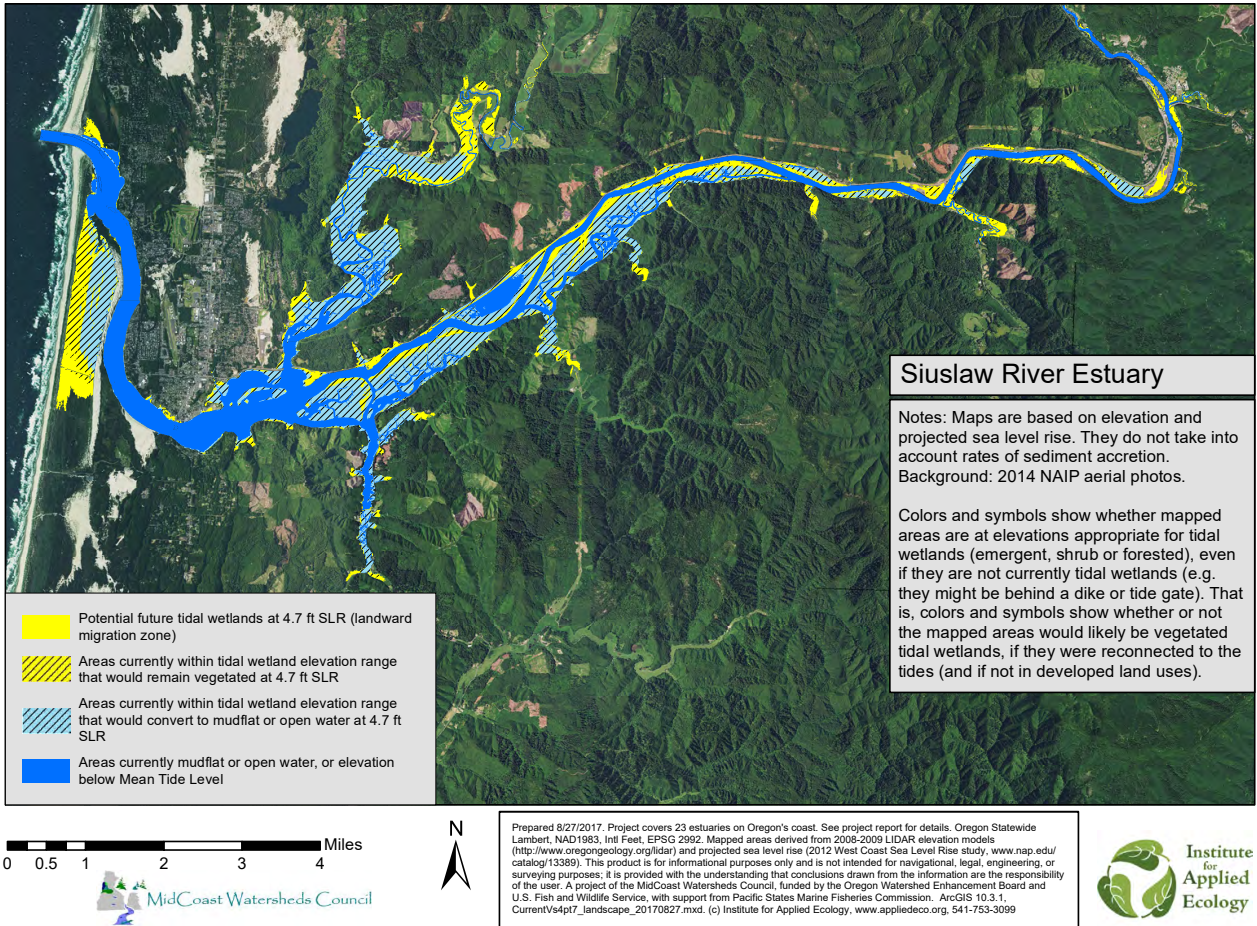 Siuslaw River Estuary
Notes: Maps are based on elevation and
projected sea level rise. They do not take into
account rates of sediment accretion.
Background: 2014 NAIP aerial photos.
Colors and symbols show whether mapped
areas are at elevations appropriate for tidal
wetlands (emergent, shrub or forested), even
if they are not currently tidal wetlands (e.g.
they might be behind a dike or tide gate). That
is, colors and symbols show whether or not
the mapped areas would likely be vegetated
tidal wetlands, if they were reconnected to the
tides (and if not in developed land uses).
Potential future tidal wetlands at 4.7 ft SLR (landward
migration zone)
Areas currently within tidal wetland elevation range
that would remain vegetated at 4.7 ft SLR
Areas currently within tidal wetland elevation range
that would convert to mudflat or open water at 4.7 ft
SLR
Areas currently mudflat or open water, or elevation
below Mean Tide Level
Miles
0 0.5 1 2 3 4
MidCoast Watersheds Council
N
Prepared 8/27/2017. Project covers 23 estuaries on Oregon's coast. See project report for details. Oregon Statewide
Lambert, NAD1983, Intl Feet, EPSG 2992. Mapped areas derived from 2008-2009 LIDAR elevation models
(http://www.oregongeology.org/lidar) and projected sea level rise (2012 West Coast Sea Level Rise study, www.nap.edu/
catalog/13389). This product is for informational purposes only and is not intended for navigational, legal, engineering, or
surveying purposes; it is provided with the understanding that conclusions drawn from the information are the responsibility
of the user. A project of the MidCoast Watersheds Council, funded by the Oregon Watershed Enhancement Board and
U.S. Fish and Wildlife Service, with support from Pacific States Marine Fisheries Commission. ArcGIS 10.3.1,
CurrentVs4pt7_landscape_20170827.mxd. (c) Institute for Applied Ecology, www.appliedeco.org, 541-753-3099
Institute
for
Applied
Ecology